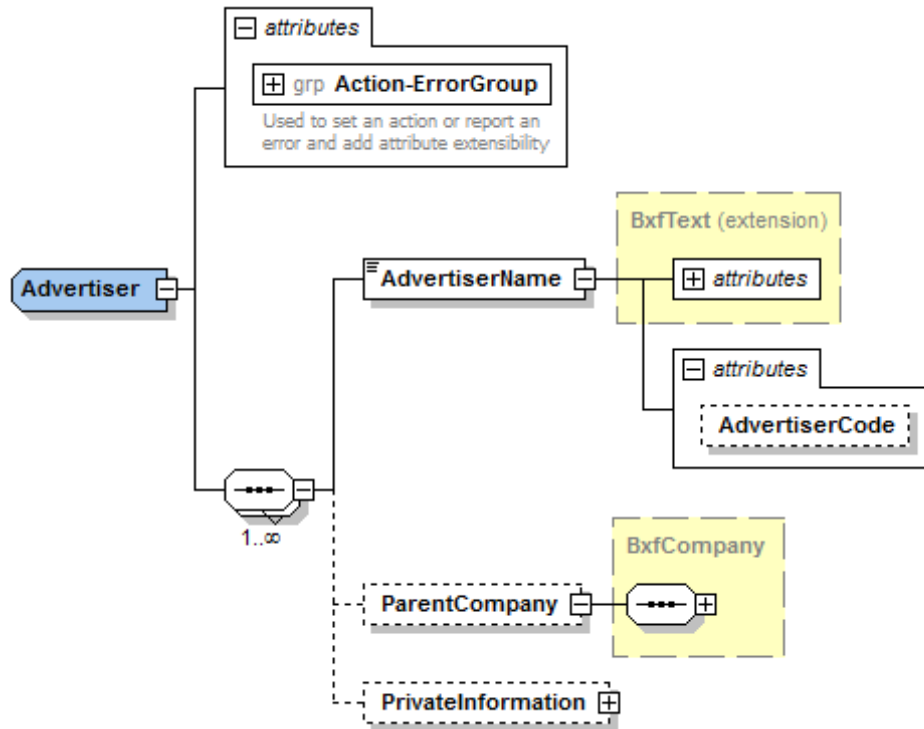 attributes
grp Action-ErrorGroup
Used to set an action or report an
error and add attribute extensibility
BxfText (extension)
AdvertiserName
attributes
Advertiser
attributes
AdvertiserCode
1..∞
BxfCompany
ParentCompany
PrivateInformation